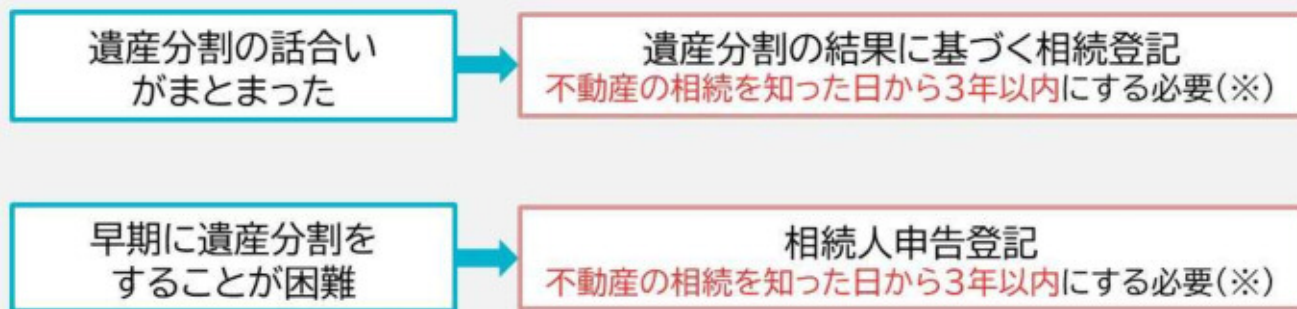 遺産分割の話合い
がまとまった
遺産分割の結果に基づく相続登記
不動産の相続を知った日から3年以内にする必要(※)
早期に遺産分割を
することが困難
相続人申告登記
不動産の相続を知った日から3年以内にする必要(※)